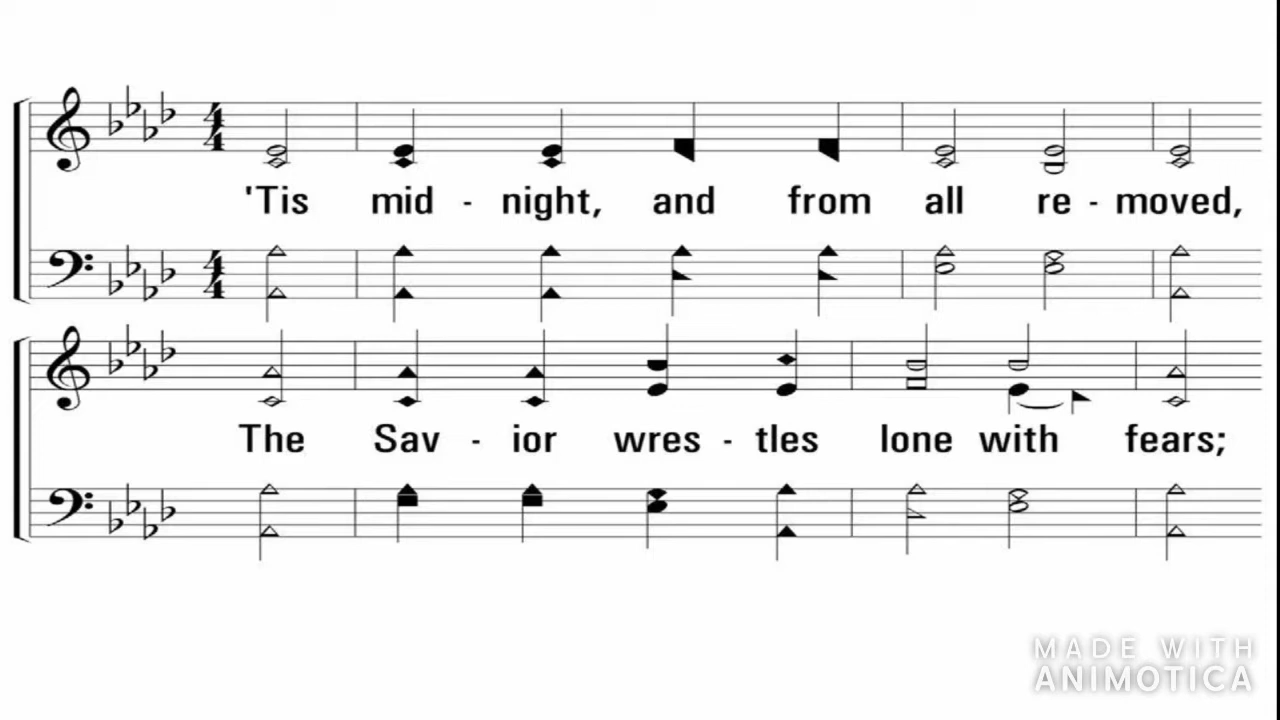 'Tis mid - night, and from all re - moved,
The Sav - ior wres - tles lone with fears;
MADE WITH
ANIMOTICA